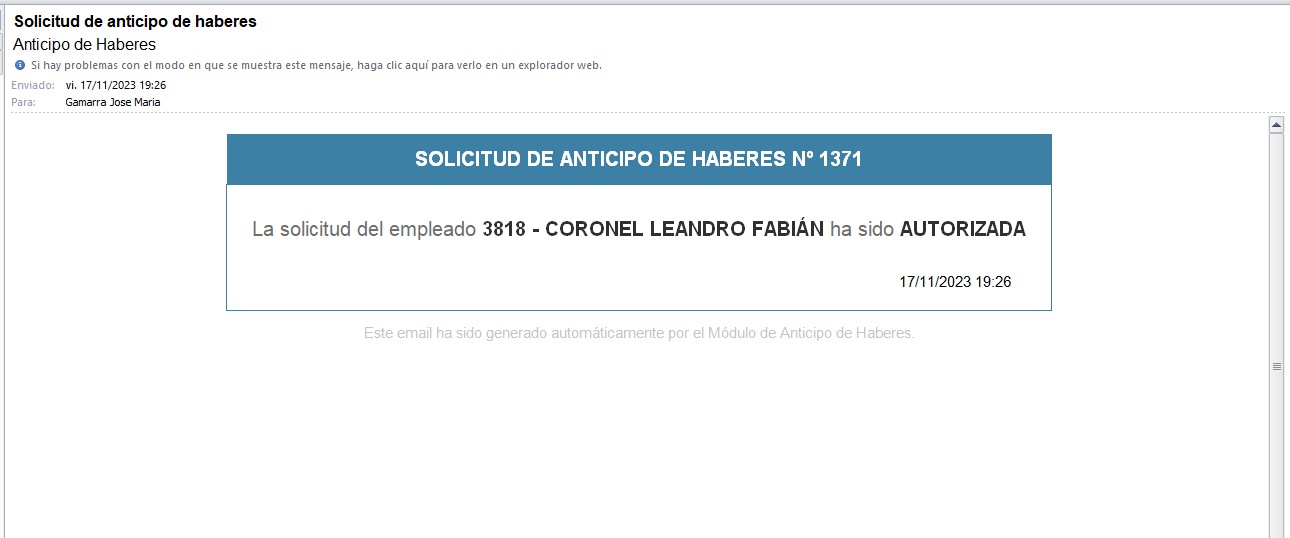 Solicitud de anticipo de haberes
Anticipo de Haberes
Si hay problemas con el modo en que se muestra este mensaje, haga clic aquí para verlo en un explorador web.
Enviado: vi. 17/11/2023 19:26
Para: Gamarra Jose Maria
SOLICITUD DE ANTICIPO DE HABERES Nº 1371
La solicitud del empleado 3818 - CORONEL LEANDRO FABIÁN ha sido AUTORIZADA
17/11/2023 19:26
Este email ha sido generado automáticamente por el Módulo de Anticipo de Haberes.